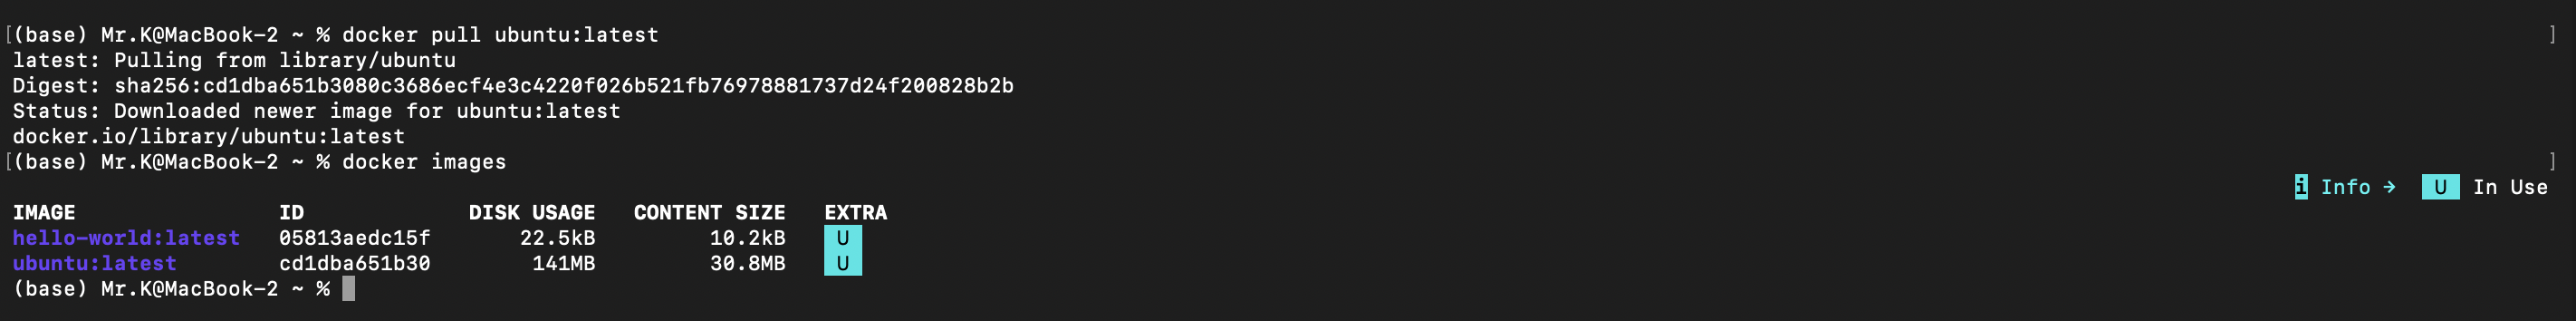 [(base) Mr.K@MacBook-2 ~ % docker pull ubuntu:latest ]
latest: Pulling from library/ubuntu
Digest: sha256:cd1dba651b3080c3686ecf4e3c4220f026b521fb76978881737d24f200828b2b
Status: Downloaded newer image for ubuntu:latest
docker.io/library/ubuntu:latest
[(base) Mr.K@MacBook-2 ~ % docker images ]
i Info → U In Use
IMAGE ID DISK USAGE CONTENT SIZE EXTRA
hello-world:latest 05813aedc15f 22.5kB 10.2kB U
ubuntu:latest cd1dba651b30 141MB 30.8MB U
(base) Mr.K@MacBook-2 ~ %